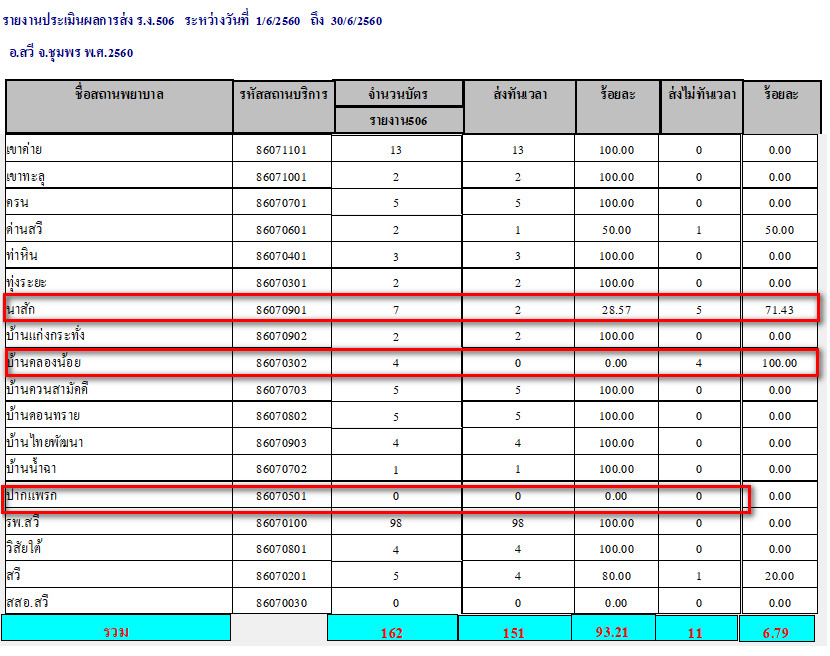 รายงานประเมินผลการส่ง ร.ง.506 ระหว่างวันที่ 1/6/2560 ถึง 30/6/2560
อ.สวี จ.ชุมพร พ.ศ.2560
ชื่อสถานพยาบาล รหัสสถานบริการ จำนวนบัตร ส่งทันเวลา ร้อยละ ส่งไม่ทันเวลา ร้อยละ
รายงาน506
เขาค่าย 86071101 13 13 100.00 0 0.00
เขาทะลุ 86071001 2 2 100.00 0 0.00
ครน 86070701 5 5 100.00 0 0.00
ด่านสวี 86070601 2 1 50.00 1 50.00
ท่าหิน 86070401 3 3 100.00 0 0.00
ทุ่งระยะ 86070301 2 2 100.00 0 0.00
นาสัก 86070901 7 2 28.57 5 71.43
บ้านแก่งกระทั่ง 86070902 2 2 100.00 0 0.00
บ้านคลองน้อย 86070302 4 0 0.00 4 100.00
บ้านควนสามัคคี 86070703 5 5 100.00 0 0.00
บ้านดอนทราย 86070802 5 5 100.00 0 0.00
บ้านไทยพัฒนา 86070903 4 4 100.00 0 0.00
บ้านน้ำฉา 86070702 1 1 100.00 0 0.00
ปากแพรก 86070501 0 0 0.00 0 0.00
รพ.สวี 86070100 98 98 100.00 0 0.00
วิสัยใต้ 86070801 4 4 100.00 0 0.00
สวี 86070201 5 4 80.00 1 20.00
สสอ.สวี 86070030 0 0 0.00 0 0.00
รวม 162 151 93.21 11 6.79